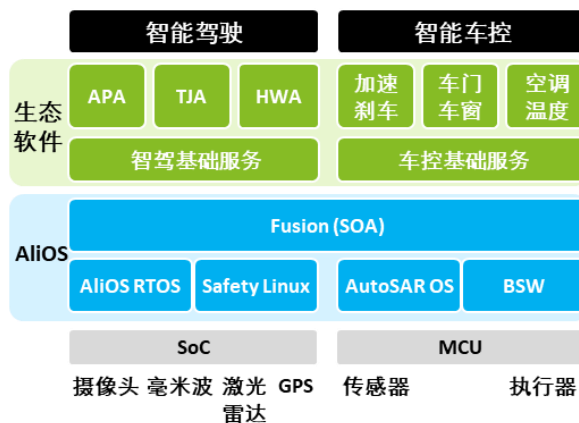 智能驾驶 智能车控
生态
软件
APA TJA HWA 加速
刹车 车门
车窗 空调
温度
智驾基础服务 车控基础服务
AliOS
Fusion (SOA)
AliOS RTOS Safety Linux AutoSAR OS BSW
SoC MCU
摄像头 毫米波 激光
雷达 GPS 传感器 执行器